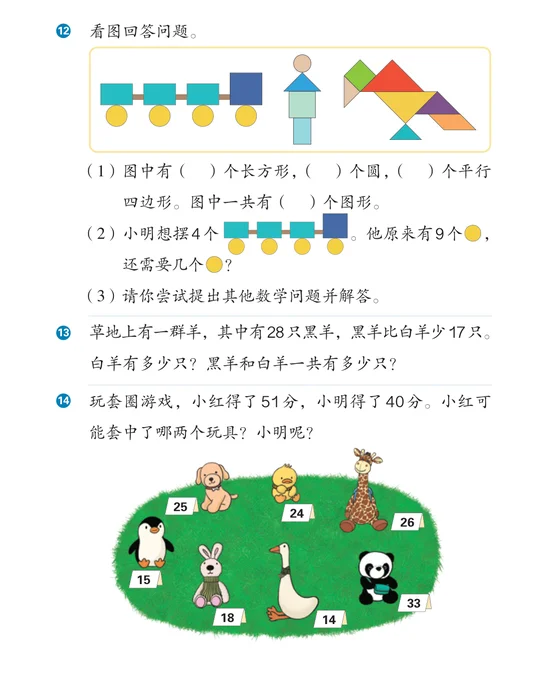 12 看图回答问题。
（1）图中有（ ）个长方形，（ ）个圆，（ ）个平行
四边形。图中一共有（ ）个图形。
（2）小明想摆4个 。他原来有9个 ，
还需要几个 ？
（3）请你尝试提出其他数学问题并解答。
13 草地上有一群羊，其中有28只黑羊，黑羊比白羊少17只。
白羊有多少只？黑羊和白羊一共有多少只？
14 玩套圈游戏，小红得了51分，小明得了40分。小红可
能套中了哪两个玩具？小明呢？
25
24
26
15
18
14
33